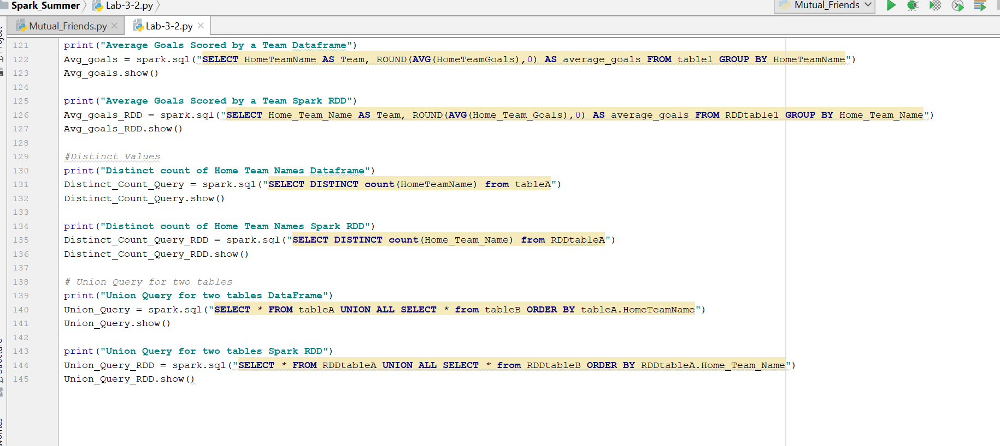 Spark_Summer
Lab-3-2.py
Mutual_Friends
Mutual_Friends.py
Lab-3-2.py
121 print("Average Goals Scored by a Team Dataframe")
122 Avg_goals = spark.sql("SELECT HomeTeamName AS Team, ROUND(AVG(HomeTeamGoals),0) AS average_goals FROM table1 GROUP BY HomeTeamName")
123 Avg_goals.show()
124
125 print("Average Goals Scored by a Team Spark RDD")
126 Avg_goals_RDD = spark.sql("SELECT Home_Team_Name AS Team, ROUND(AVG(Home_Team_Goals),0) AS average_goals FROM RDDtable1 GROUP BY Home_Team_Name")
127 Avg_goals_RDD.show()
128
129 #Distinct Values
130 print("Distinct count of Home Team Names Dataframe")
131 Distinct_Count_Query = spark.sql("SELECT DISTINCT count(HomeTeamName) from tableA")
132 Distinct_Count_Query.show()
133
134 print("Distinct count of Home Team Names Spark RDD")
135 Distinct_Count_Query_RDD = spark.sql("SELECT DISTINCT count(Home_Team_Name) from RDDtableA")
136 Distinct_Count_Query_RDD.show()
137
138 # Union Query for two tables
139 print("Union Query for two tables DataFrame")
140 Union_Query = spark.sql("SELECT * FROM tableA UNION ALL SELECT * from tableB ORDER BY tableA.HomeTeamName")
141 Union_Query.show()
142
143 print("Union Query for two tables Spark RDD")
144 Union_Query_RDD = spark.sql("SELECT * FROM RDDtableA UNION ALL SELECT * from RDDtableB ORDER BY RDDtableA.Home_Team_Name")
145 Union_Query_RDD.show()